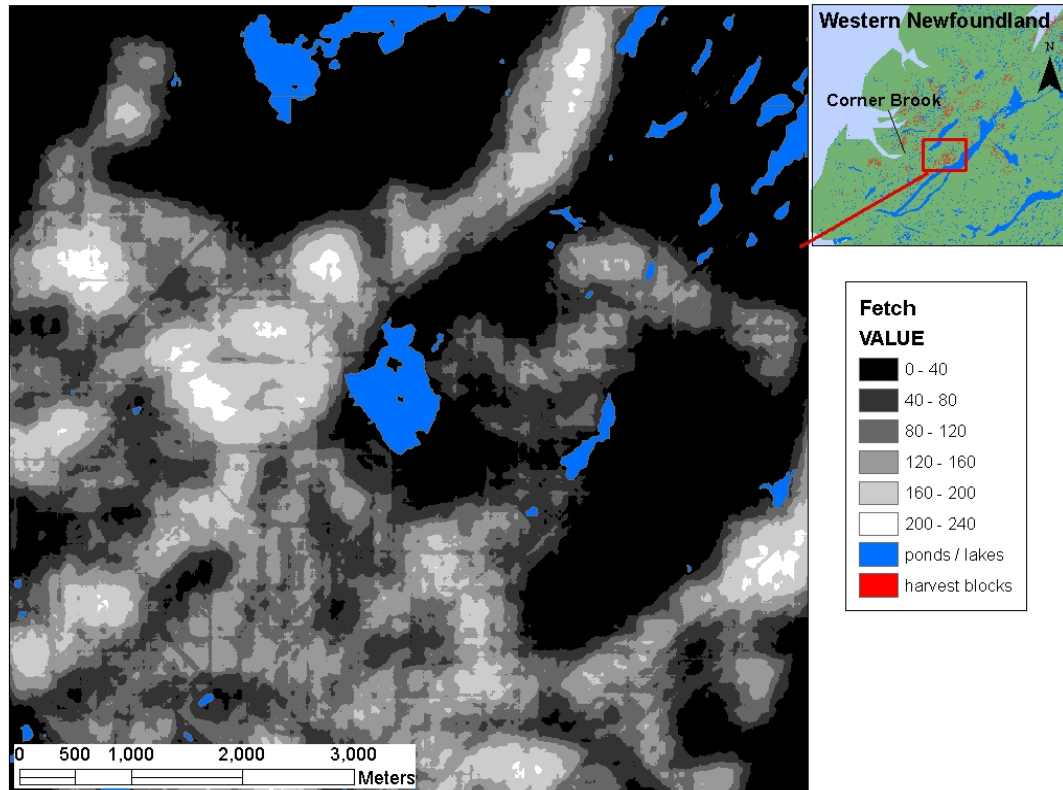 Western Newfoundland
N
Corner Brook
Fetch
VALUE
0 - 40
40 - 80
80 - 120
120 - 160
160 - 200
200 - 240
ponds / lakes
harvest blocks
0 500 1,000 2,000 3,000
Meters